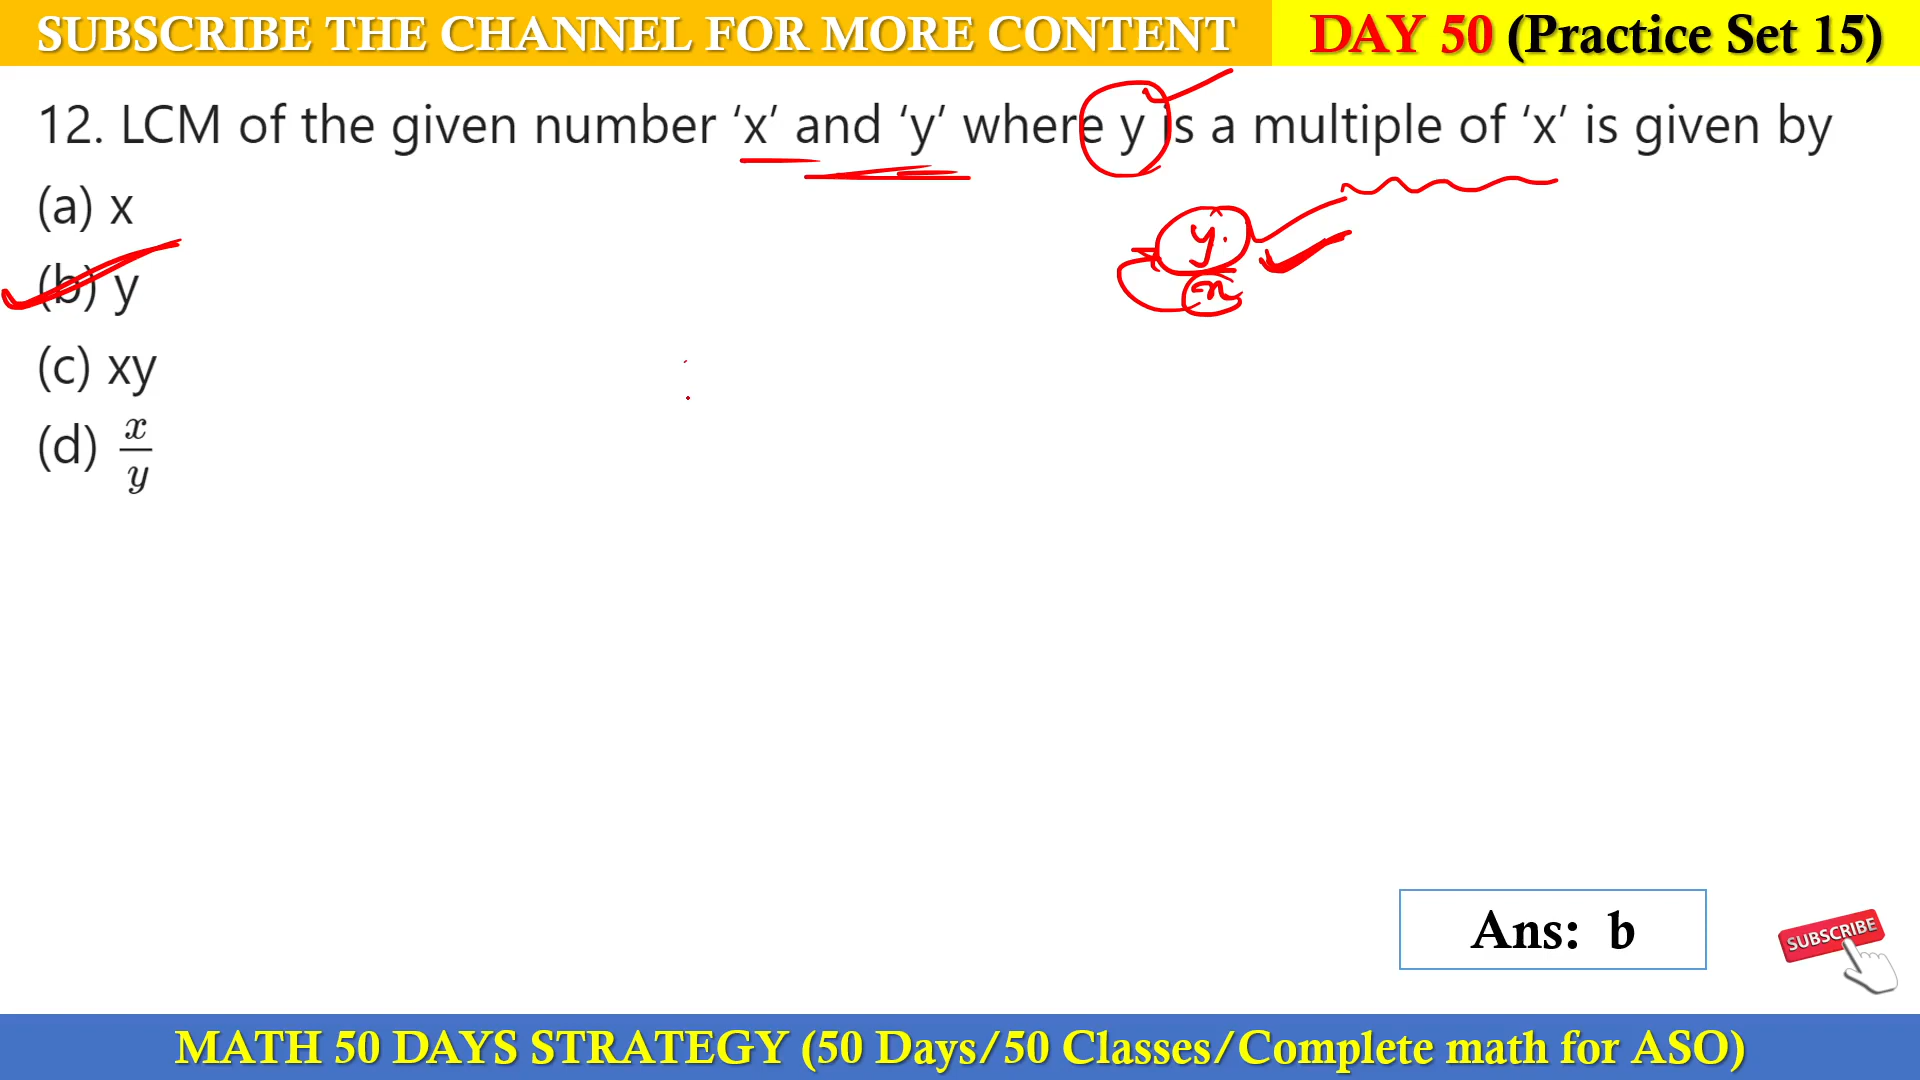 SUBSCRIBE THE CHANNEL FOR MORE CONTENT
DAY 50 (Practice Set 15)
12. LCM of the given number ‘x’ and ‘y’ where y is a multiple of ‘x’ is given by
(a) x
(b) y
(c) xy
(d) x/y
y
x
Ans: b
SUBSCRIBE
MATH 50 DAYS STRATEGY (50 Days/50 Classes/Complete math for ASO)